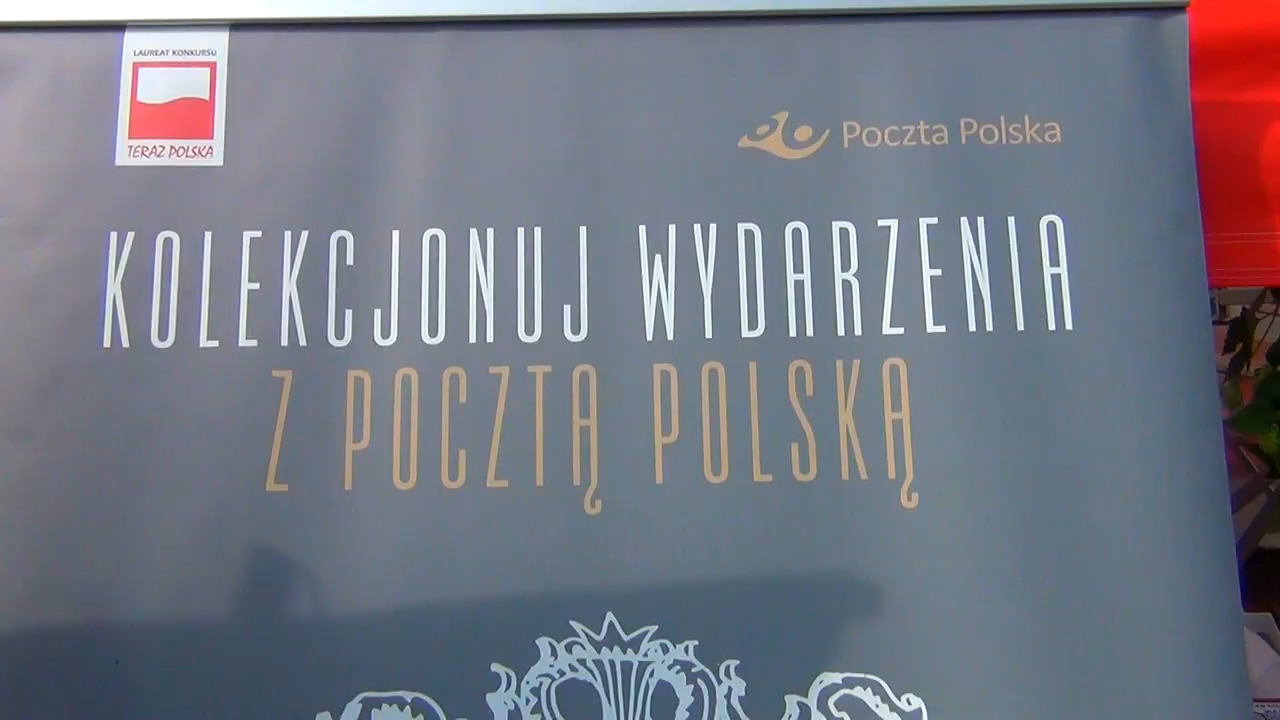 LAUREAT KONKURSU
TERAZ POLSKA
Poczta Polska
KOLEKCJONUJ WYDARZENIA
Z POCZTĄ POLSKĄ